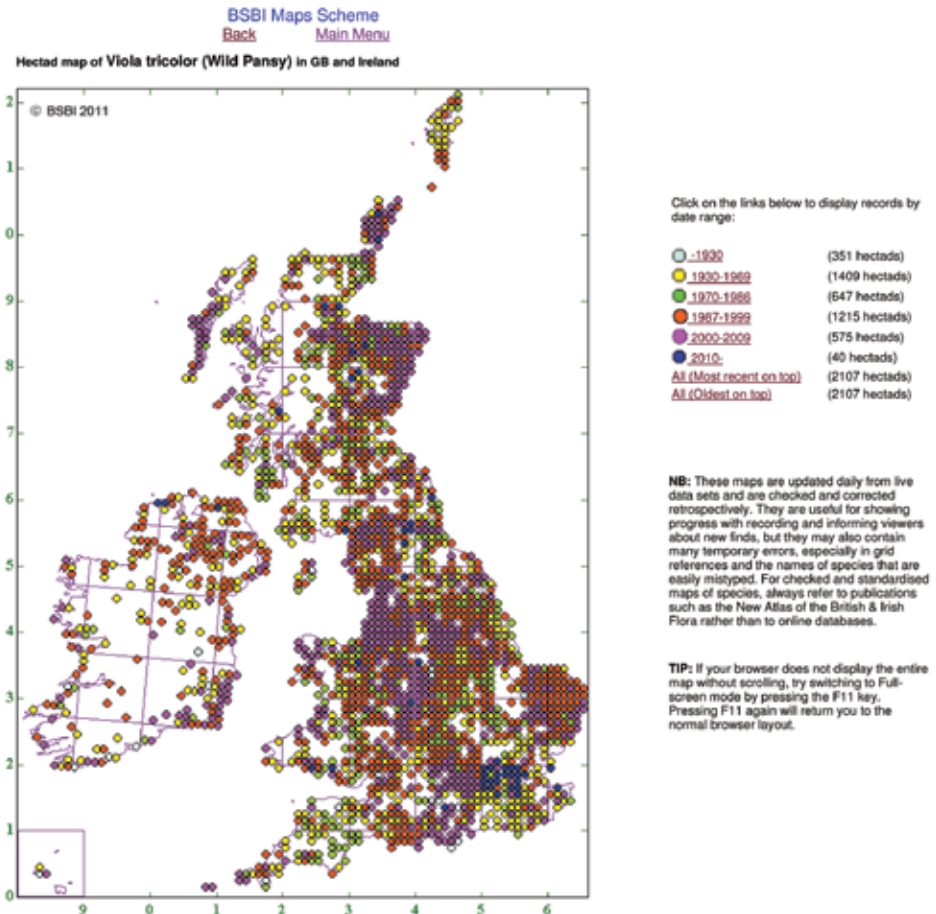 BSBI Maps Scheme
Back Main Menu
Hectad map of Viola tricolor (Wild Pansy) in GB and Ireland
© BSBI 2011
2
1
0
9
8
7
6
5
4
3
2
1
0
9 0 1 2 3 4 5 6
Click on the links below to display records by
date range:
-1930 (351 hectads)
1930-1969 (1409 hectads)
1970-1986 (647 hectads)
1987-1999 (1215 hectads)
2000-2009 (575 hectads)
2010- (40 hectads)
All (Most recent on top) (2107 hectads)
All (Oldest on top) (2107 hectads)
NB: These maps are updated daily from live
data sets and are checked and corrected
retrospectively. They are useful for showing
progress with recording and informing viewers
about new finds, but they may also contain
many temporary errors, especially in grid
references and the names of species that are
easily mistyped. For checked and standardised
maps of species, always refer to publications
such as the New Atlas of the British & Irish
Flora rather than to online databases.
TIP: If your browser does not display the entire
map without scrolling, try switching to Full-
screen mode by pressing the F11 key.
Pressing F11 again will return you to the
normal browser layout.